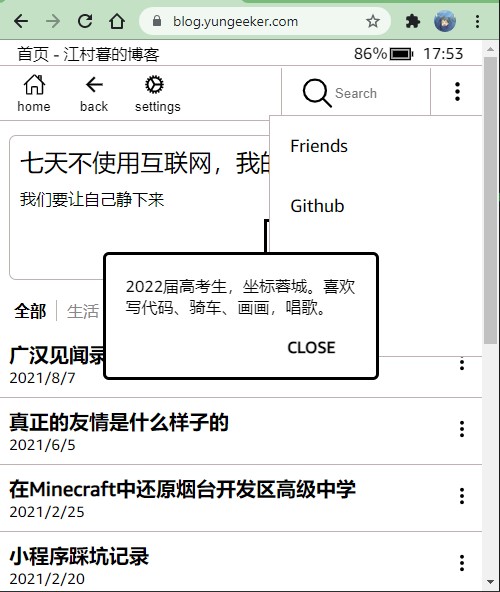 blog.yungeeker.com
首页 - 江村暮的博客 86% 17:53
home back settings Search
Friends
七天不使用互联网，我的
我们要让自己静下来
Github
2022届高考生，坐标蓉城。喜欢
写代码、骑车、画画，唱歌。
CLOSE
全部 生活
广汉见闻录
2021/8/7
真正的友情是什么样子的
2021/6/5
在Minecraft中还原烟台开发区高级中学
2021/2/25
小程序踩坑记录
2021/2/20